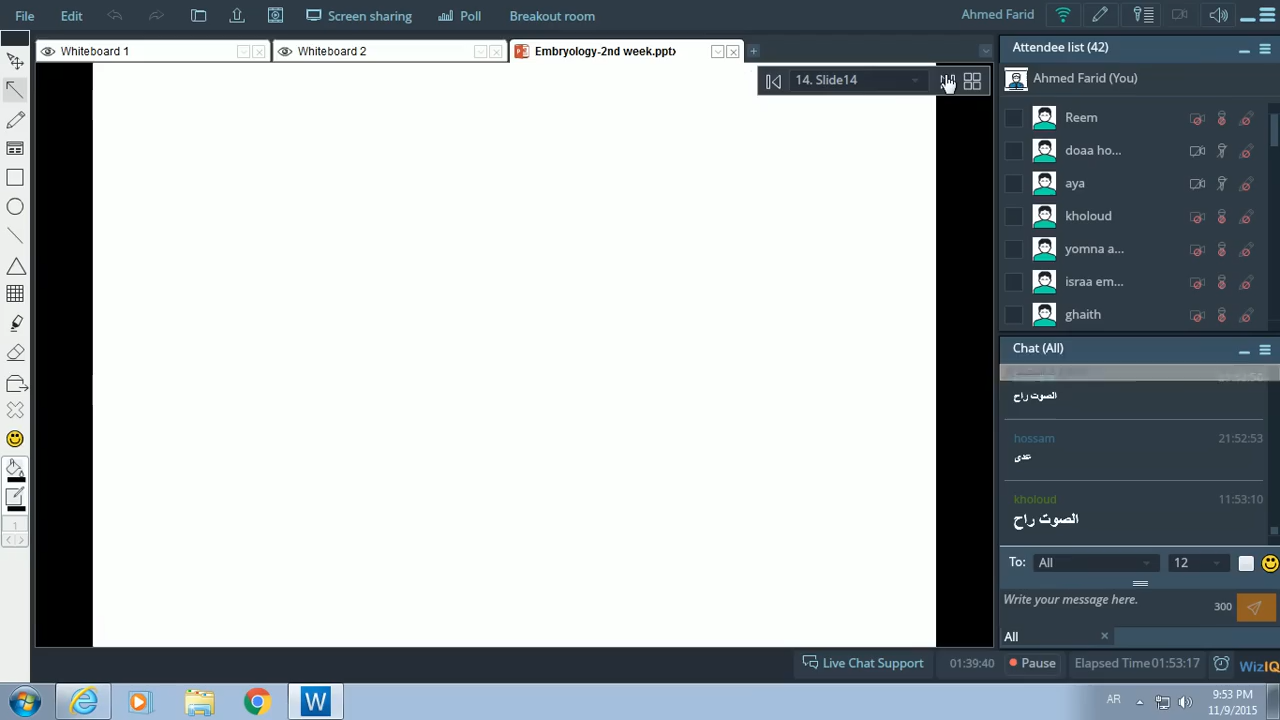 File Edit Screen sharing Poll Breakout room Ahmed Farid
Whiteboard 1 Whiteboard 2 Embryology-2nd week.ppt
Attendee list (42)
14. Slide14
Ahmed Farid (You)
Reem
doaa ho...
aya
kholoud
yomna a...
israa em...
ghaith
Chat (All)
الصوت راح
hossam 21:52:53
عدى
kholoud 11:53:10
الصوت راح
To: All 12
Write your message here. 300
All
Live Chat Support 01:39:40 Pause Elapsed Time 01:53:17 WizIQ
AR 9:53 PM
11/9/2015